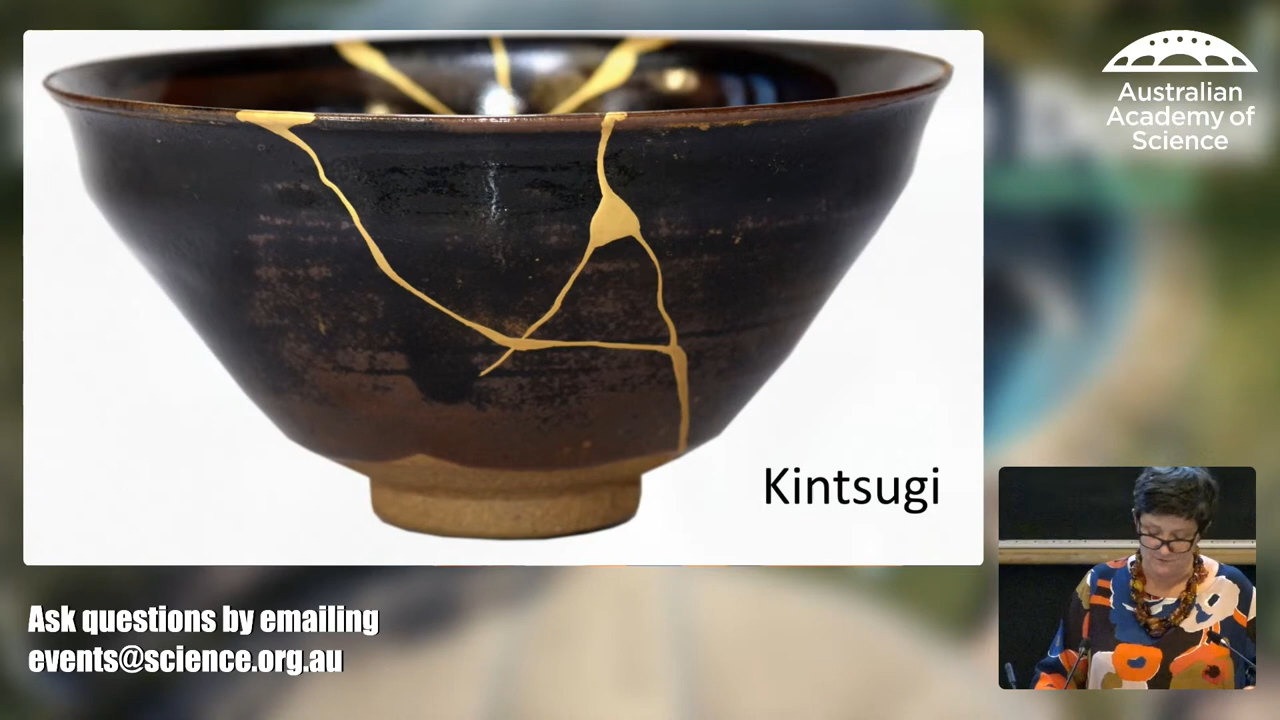 Kintsugi
Australian
Academy of
Science
Ask questions by emailing
events@science.org.au